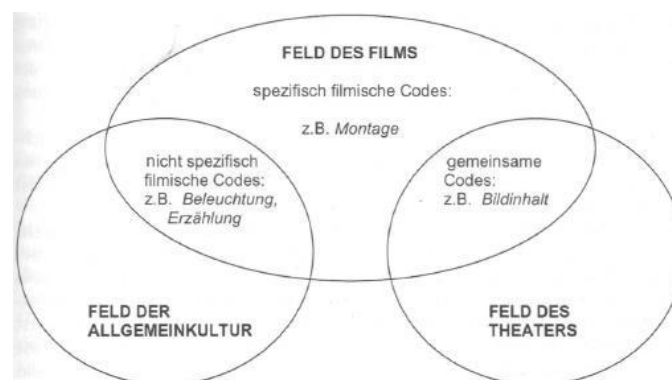 FELD DES FILMS
spezifisch filmische Codes:
z.B. Montage
nicht spezifisch
filmische Codes:
z.B. Beleuchtung,
Erzählung
gemeinsame
Codes:
z.B. Bildinhalt
FELD DER
ALLGEMEINKULTUR
FELD DES
THEATERS